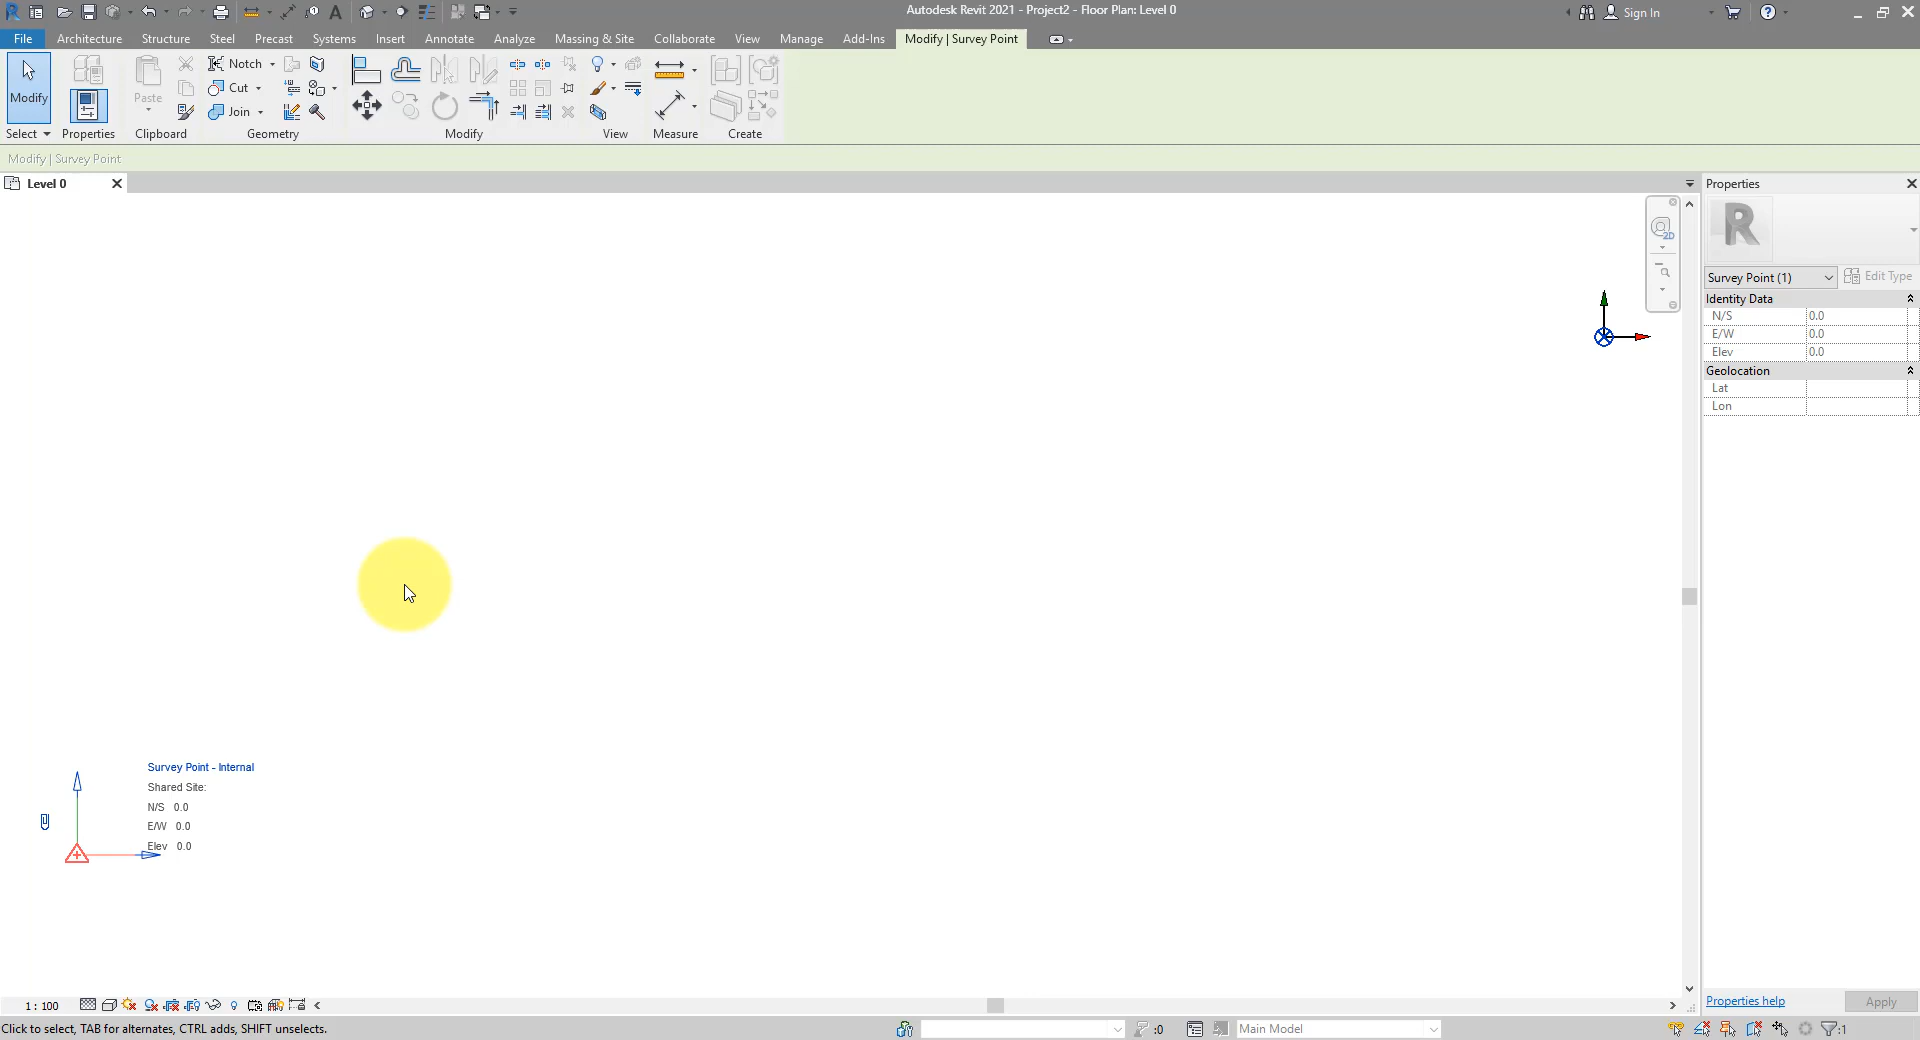 Autodesk Revit 2021 - Project2 - Floor Plan: Level 0
Sign In
File Architecture Structure Steel Precast Systems Insert Annotate Analyze Massing & Site Collaborate View Manage Add-Ins Modify | Survey Point
Modify
Paste
Notch
Cut
Join
Select Properties Clipboard Geometry Modify View Measure Create
Modify | Survey Point
Level 0
Properties
2D
R
Survey Point (1)
Edit Type
Identity Data
N/S 0.0
E/W 0.0
Elev 0.0
Geolocation
Lat
Lon
Survey Point - Internal
Shared Site:
N/S 0.0
E/W 0.0
Elev 0.0
1 : 100
Properties help
Apply
Click to select, TAB for alternates, CTRL adds, SHIFT unselects.
:0
Main Model
:1